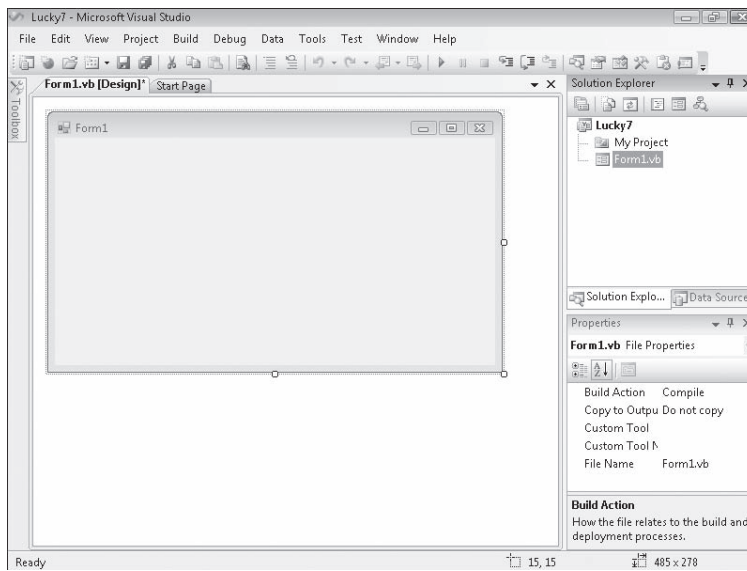 Lucky7 - Microsoft Visual Studio
File Edit View Project Build Debug Data Tools Test Window Help
Toolbox
Form1.vb [Design]* Start Page
Form1
Solution Explorer
Lucky7
My Project
Form1.vb
Solution Explo... Data Source
Properties
Form1.vb File Properties
Build Action Compile
Copy to Outpu Do not copy
Custom Tool
Custom Tool N
File Name Form1.vb
Build Action
How the file relates to the build and
deployment processes.
Ready 15, 15 485 x 278